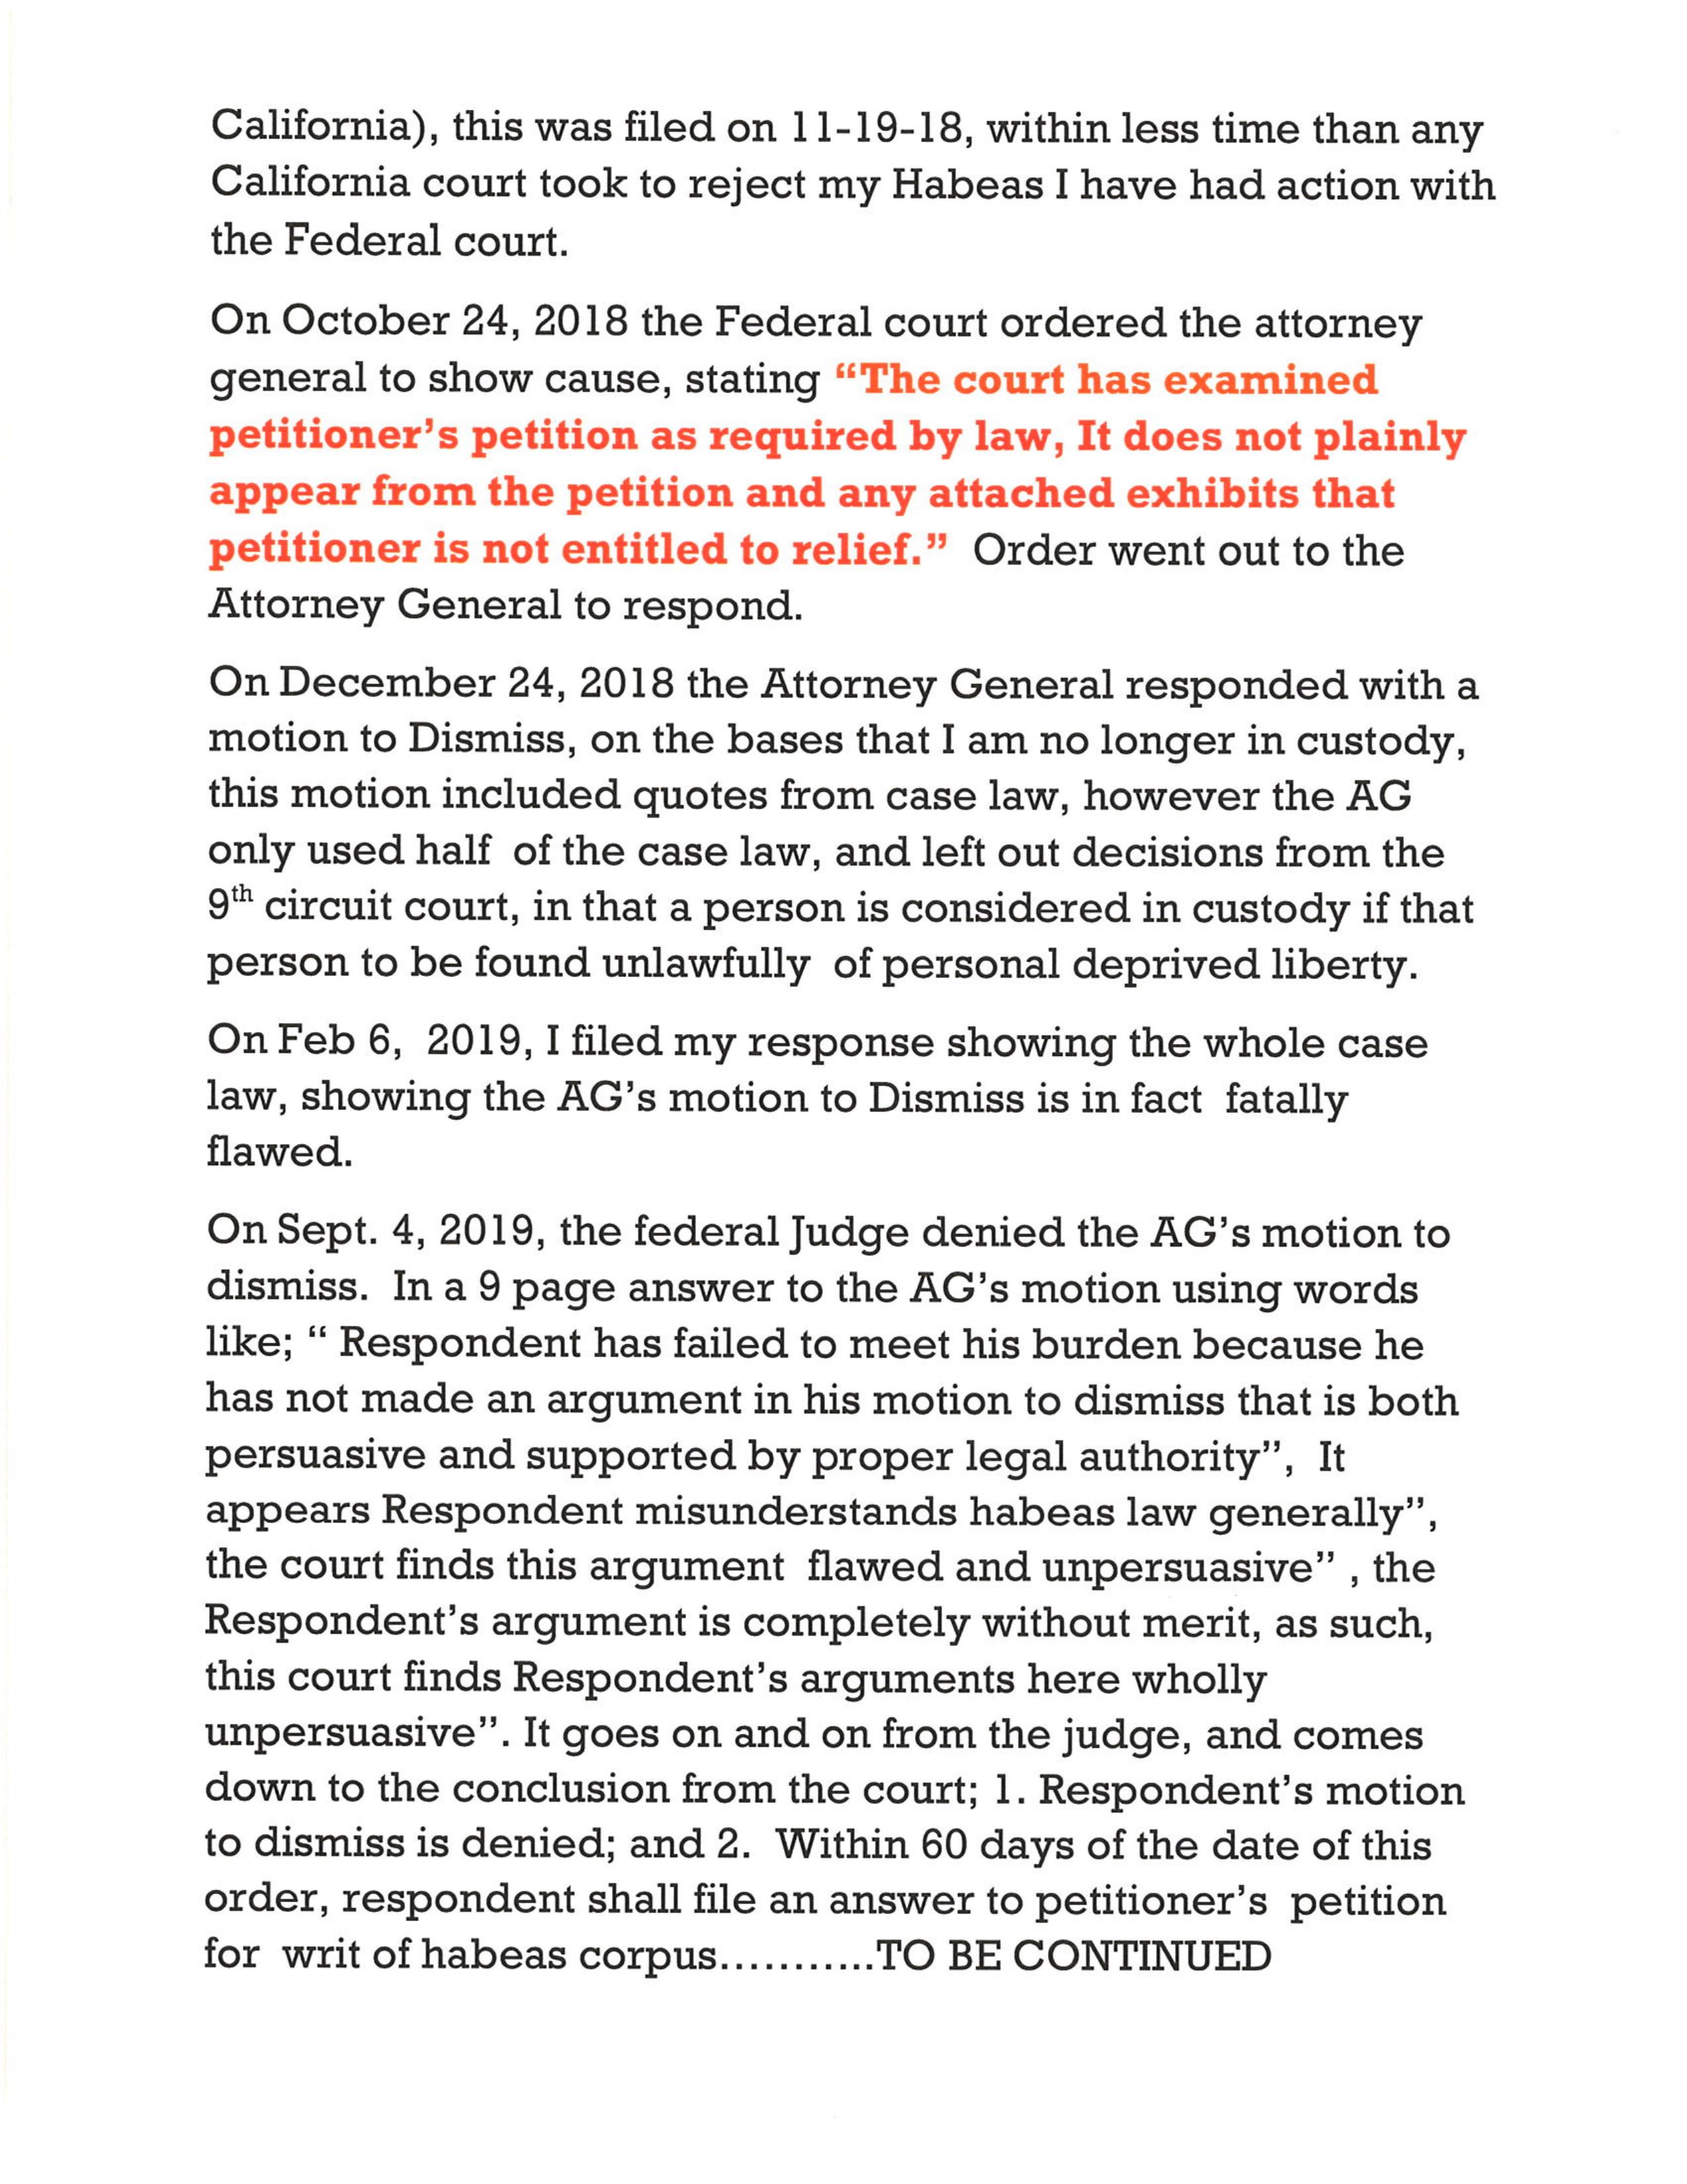 California), this was filed on 11-19-18, within less time than any
California court took to reject my Habeas I have had action with
the Federal court.
On October 24, 2018 the Federal court ordered the attorney
general to show cause, stating “The court has examined
petitioner’s petition as required by law, It does not plainly
appear from the petition and any attached exhibits that
petitioner is not entitled to relief.” Order went out to the
Attorney General to respond.
On December 24, 2018 the Attorney General responded with a
motion to Dismiss, on the bases that I am no longer in custody,
this motion included quotes from case law, however the AG
only used half of the case law, and left out decisions from the
9th circuit court, in that a person is considered in custody if that
person to be found unlawfully of personal deprived liberty.
On Feb 6, 2019, I filed my response showing the whole case
law, showing the AG’s motion to Dismiss is in fact fatally
flawed.
On Sept. 4, 2019, the federal Judge denied the AG’s motion to
dismiss. In a 9 page answer to the AG’s motion using words
like; “ Respondent has failed to meet his burden because he
has not made an argument in his motion to dismiss that is both
persuasive and supported by proper legal authority”, It
appears Respondent misunderstands habeas law generally”,
the court finds this argument flawed and unpersuasive” , the
Respondent’s argument is completely without merit, as such,
this court finds Respondent’s arguments here wholly
unpersuasive”. It goes on and on from the judge, and comes
down to the conclusion from the court; 1. Respondent’s motion
to dismiss is denied; and 2. Within 60 days of the date of this
order, respondent shall file an answer to petitioner’s petition
for writ of habeas corpus...........TO BE CONTINUED